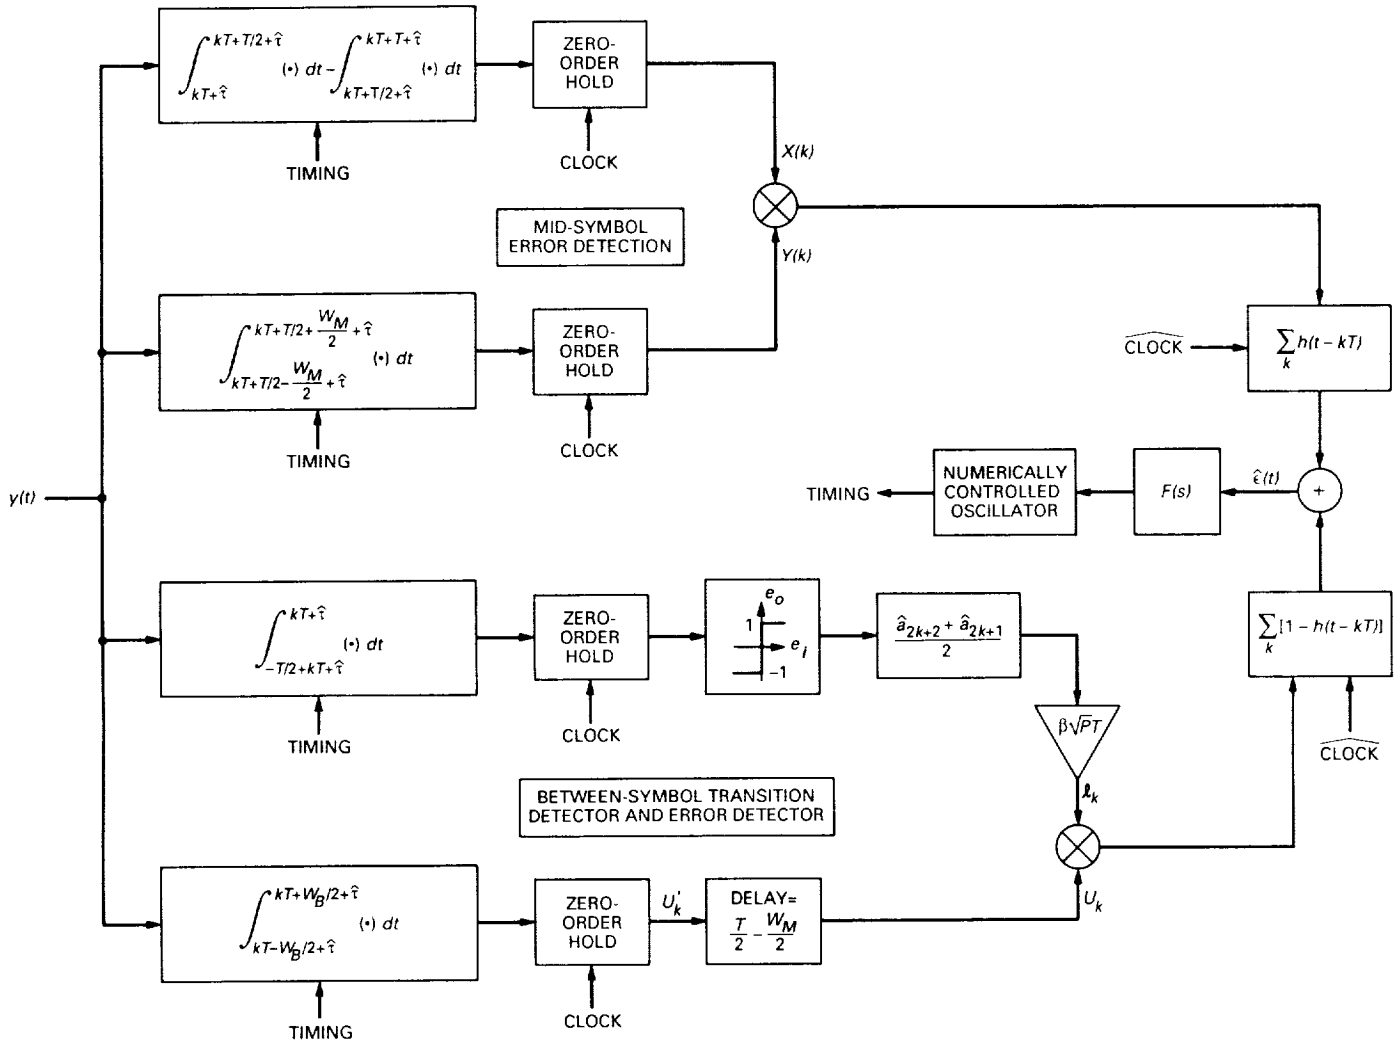 ∫_{kT+τ̂}^{kT+T/2+τ̂} (•) dt – ∫_{kT+T/2+τ̂}^{kT+T+τ̂} (•) dt
TIMING
ZERO-
ORDER
HOLD
CLOCK
X(k)
MID-SYMBOL
ERROR DETECTION
Y(k)
∫_{kT+T/2–W_M/2+τ̂}^{kT+T/2+W_M/2+τ̂} (•) dt
TIMING
ZERO-
ORDER
HOLD
CLOCK
CLOCK
∑_k h(t – kT)
y(t)
TIMING
NUMERICALLY
CONTROLLED
OSCILLATOR
F(s)
ε̂(t)
+
∫_{–T/2+kT+τ̂}^{kT+τ̂} (•) dt
TIMING
ZERO-
ORDER
HOLD
CLOCK
e_o
1
e_i
–1
(â_{2k+2} + â_{2k+1})/2
β√PT
ℓ_k
∑_k [1 – h(t – kT)]
CLOCK
BETWEEN-SYMBOL TRANSITION
DETECTOR AND ERROR DETECTOR
∫_{kT–W_B/2+τ̂}^{kT+W_B/2+τ̂} (•) dt
TIMING
ZERO-
ORDER
HOLD
CLOCK
U'_k
DELAY=
T/2 – W_M/2
U_k